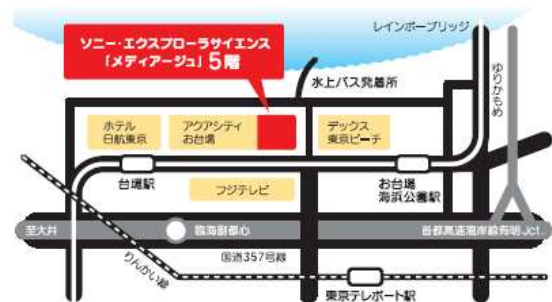 レインボーブリッジ
ソニー・エクスプローラサイエンス
「メディアージュ」5階
水上バス発着所
ゆりかもめ
ホテル
日航東京
アクアシティ
お台場
デックス
東京ビーチ
台場駅
フジテレビ
お台場
海浜公園駅
至大井
臨海副都心
首都高速湾岸線有明Jct.
国道357号線
りんかい線
東京テレポート駅